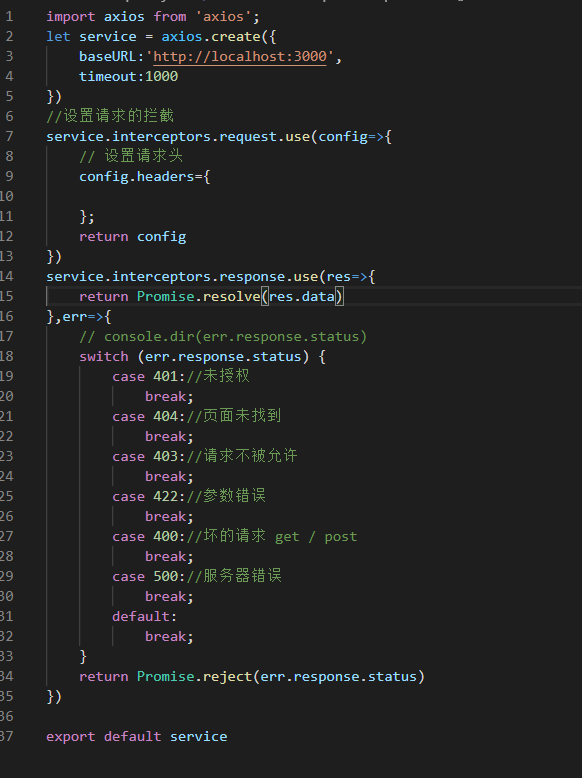 1 import axios from 'axios';
2 let service = axios.create({
3 baseURL:'http://localhost:3000',
4 timeout:1000
5 })
6 //设置请求的拦截
7 service.interceptors.request.use(config=>{
8 // 设置请求头
9 config.headers={
10
11 };
12 return config
13 })
14 service.interceptors.response.use(res=>{
15 return Promise.resolve(res.data)
16 },err=>{
17 // console.dir(err.response.status)
18 switch (err.response.status) {
19 case 401://未授权
20 break;
21 case 404://页面未找到
22 break;
23 case 403://请求不被允许
24 break;
25 case 422://参数错误
26 break;
27 case 400://坏的请求 get / post
28 break;
29 case 500://服务器错误
30 break;
31 default:
32 break;
33 }
34 return Promise.reject(err.response.status)
35 })
36
37 export default service